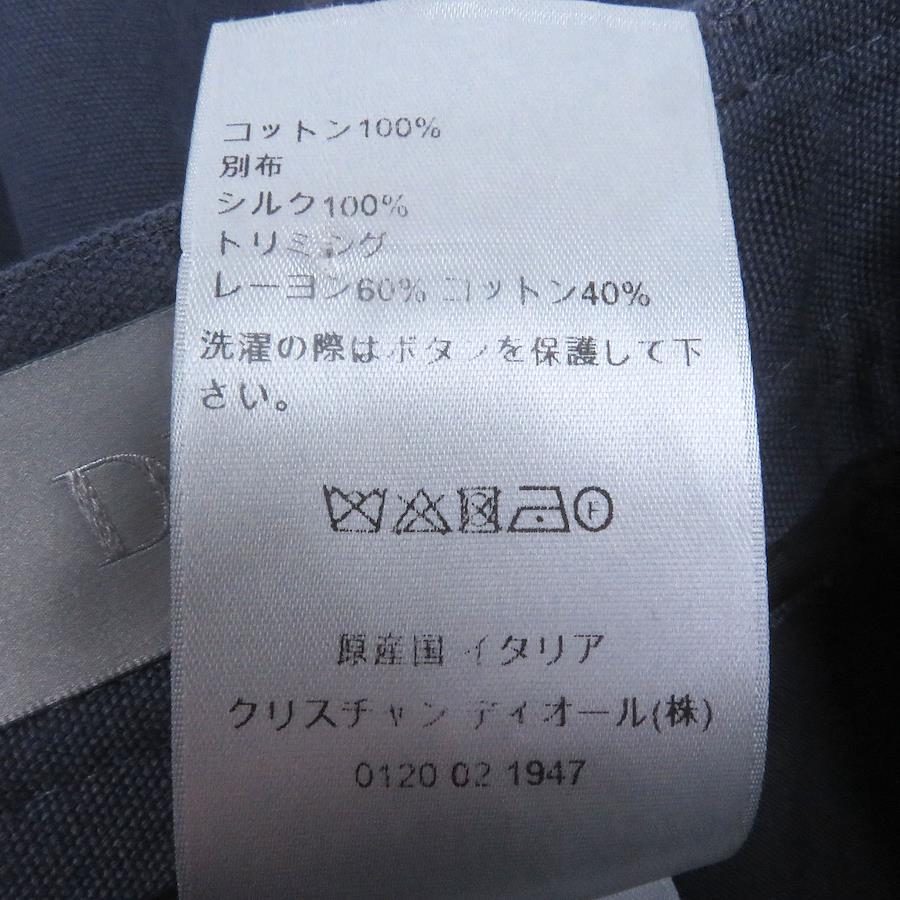 コットン100%
別布
シルク100%
トリミング
レーヨン60% コットン40%
洗濯の際はボタンを保護して下
さい。
F
原産国 イタリア
クリスチャン ディオール(株)
0120 02 1947